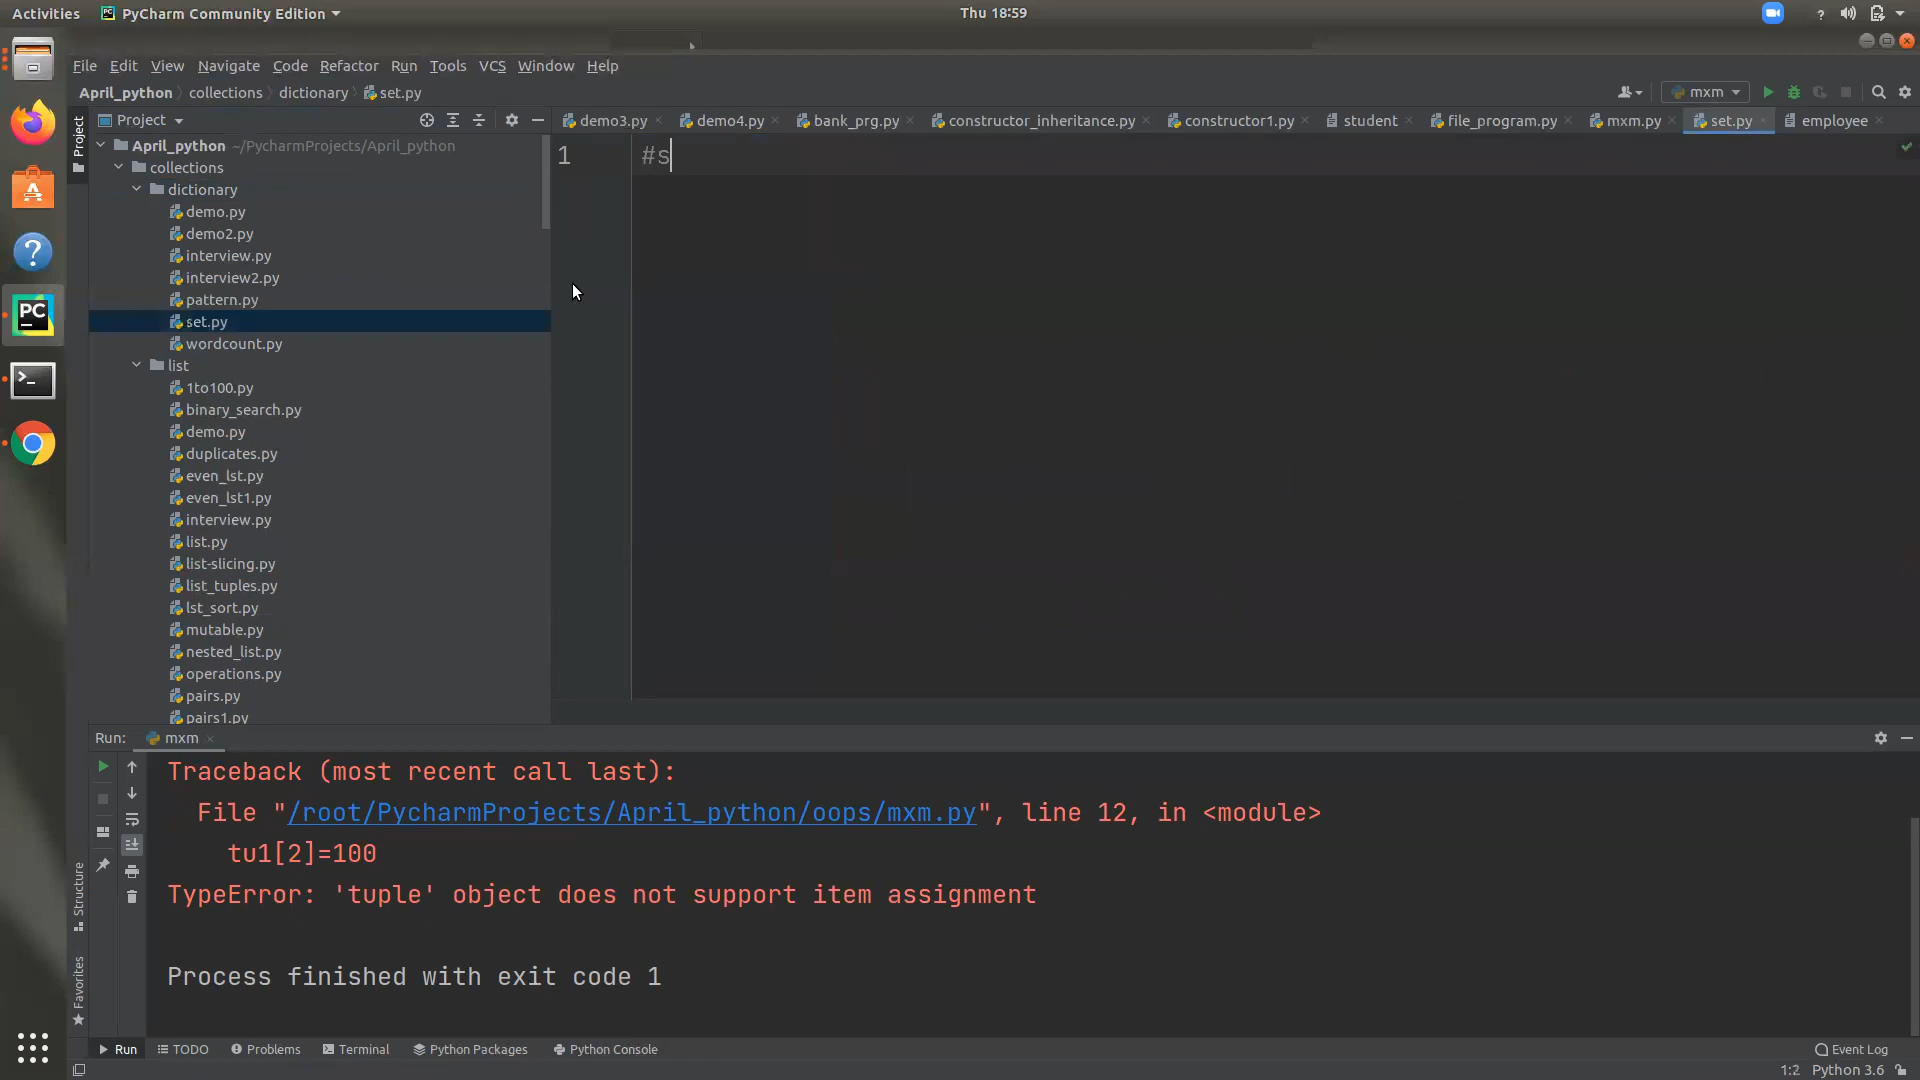 Activities PyCharm Community Edition Thu 18:59 ?
File Edit View Navigate Code Refactor Run Tools VCS Window Help
April_python collections dictionary set.py mxm
Project demo3.py demo4.py bank_prg.py constructor_inheritance.py constructor1.py student file_program.py mxm.py set.py employee
Project
April_python ~/PycharmProjects/April_python
collections
dictionary
demo.py
demo2.py
interview.py
interview2.py
pattern.py
set.py
wordcount.py
list
1to100.py
binary_search.py
demo.py
duplicates.py
even_lst.py
even_lst1.py
interview.py
list.py
list-slicing.py
list_tuples.py
lst_sort.py
mutable.py
nested_list.py
operations.py
pairs.py
pairs1.py
1 #s
PC
A
?
>_
Run: mxm
Traceback (most recent call last):
File "/root/PycharmProjects/April_python/oops/mxm.py", line 12, in <module>
tu1[2]=100
TypeError: 'tuple' object does not support item assignment
Process finished with exit code 1
Structure
Favorites
Run TODO Problems Terminal Python Packages Python Console Event Log
1:2 Python 3.6